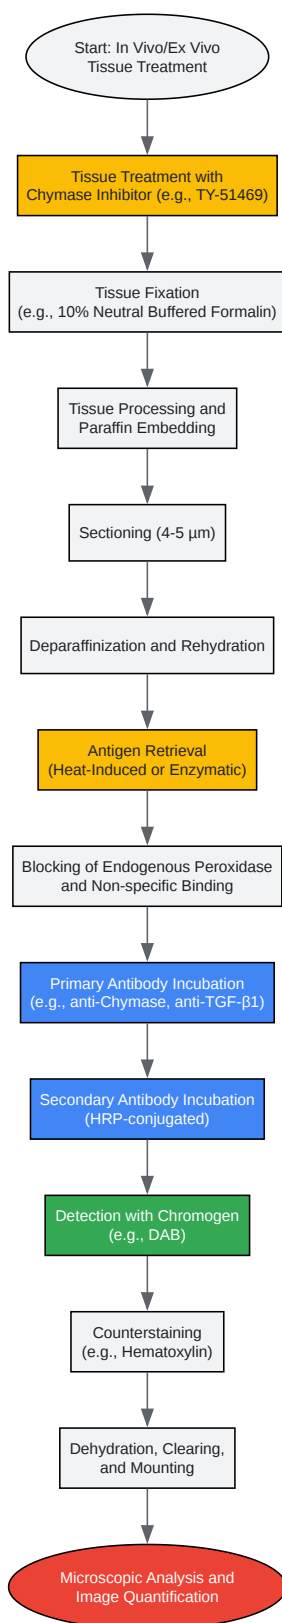 Start: In Vivo/Ex Vivo
Tissue Treatment
Tissue Treatment with
Chymase Inhibitor (e.g., TY-51469)
Tissue Fixation
(e.g., 10% Neutral Buffered Formalin)
Tissue Processing and
Paraffin Embedding
Sectioning (4-5 µm)
Deparaffinization and Rehydration
Antigen Retrieval
(Heat-Induced or Enzymatic)
Blocking of Endogenous Peroxidase
and Non-specific Binding
Primary Antibody Incubation
(e.g., anti-Chymase, anti-TGF-β1)
Secondary Antibody Incubation
(HRP-conjugated)
Detection with Chromogen
(e.g., DAB)
Counterstaining
(e.g., Hematoxylin)
Dehydration, Clearing,
and Mounting
Microscopic Analysis and
Image Quantification